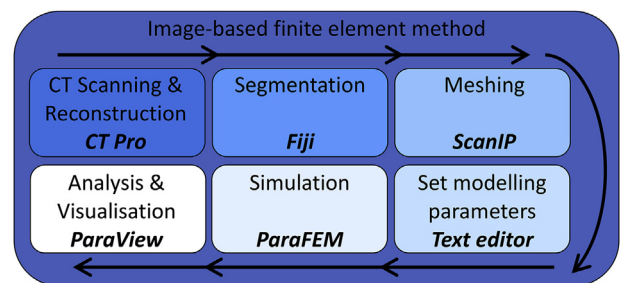 Image-based finite element method
CT Scanning &
Reconstruction
CT Pro
Segmentation
Fiji
Meshing
ScanIP
Analysis &
Visualisation
ParaView
Simulation
ParaFEM
Set modelling
parameters
Text editor